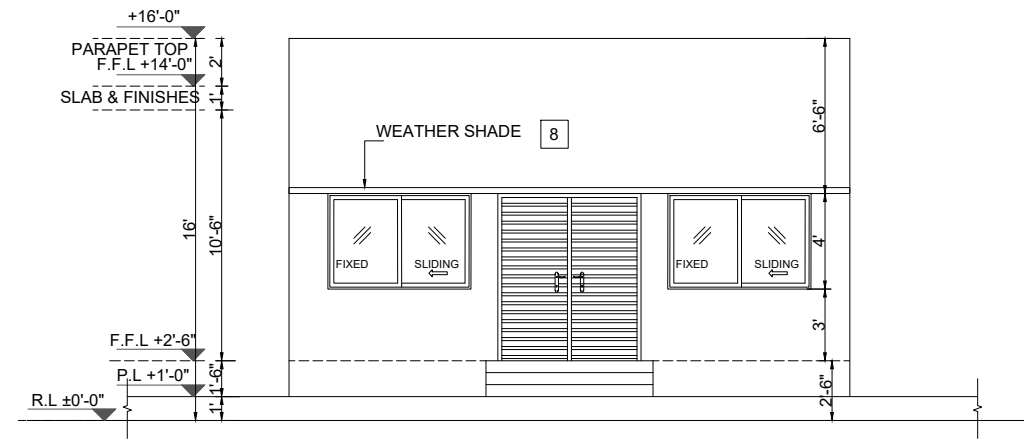 +16'-0"
PARAPET TOP
F.F.L +14'-0"
SLAB & FINISHES
2'
1'
16'
10'-6"
WEATHER SHADE 8
6'-6"
FIXED SLIDING
FIXED SLIDING
4'
3'
F.F.L +2'-6"
P.L +1'-0"
1'-6"
R.L ±0'-0"
1'
2'-6"